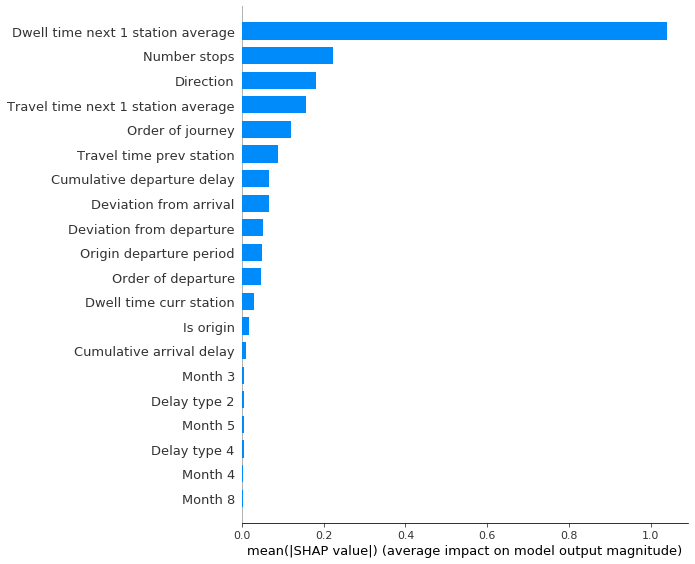 Dwell time next 1 station average
Number stops
Direction
Travel time next 1 station average
Order of journey
Travel time prev station
Cumulative departure delay
Deviation from arrival
Deviation from departure
Origin departure period
Order of departure
Dwell time curr station
Is origin
Cumulative arrival delay
Month 3
Delay type 2
Month 5
Delay type 4
Month 4
Month 8
0.0 0.2 0.4 0.6 0.8 1.0
mean(|SHAP value|) (average impact on model output magnitude)